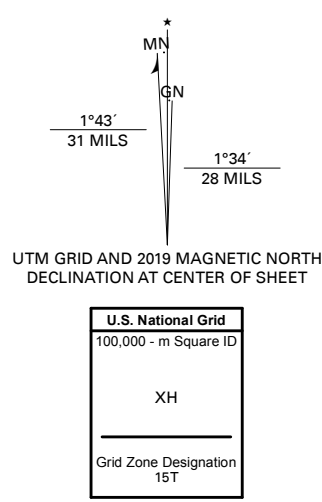 MN
GN
1°43´
31 MILS
1°34´
28 MILS
UTM GRID AND 2019 MAGNETIC NORTH
DECLINATION AT CENTER OF SHEET
U.S. National Grid
100,000 - m Square ID
XH
Grid Zone Designation
15T